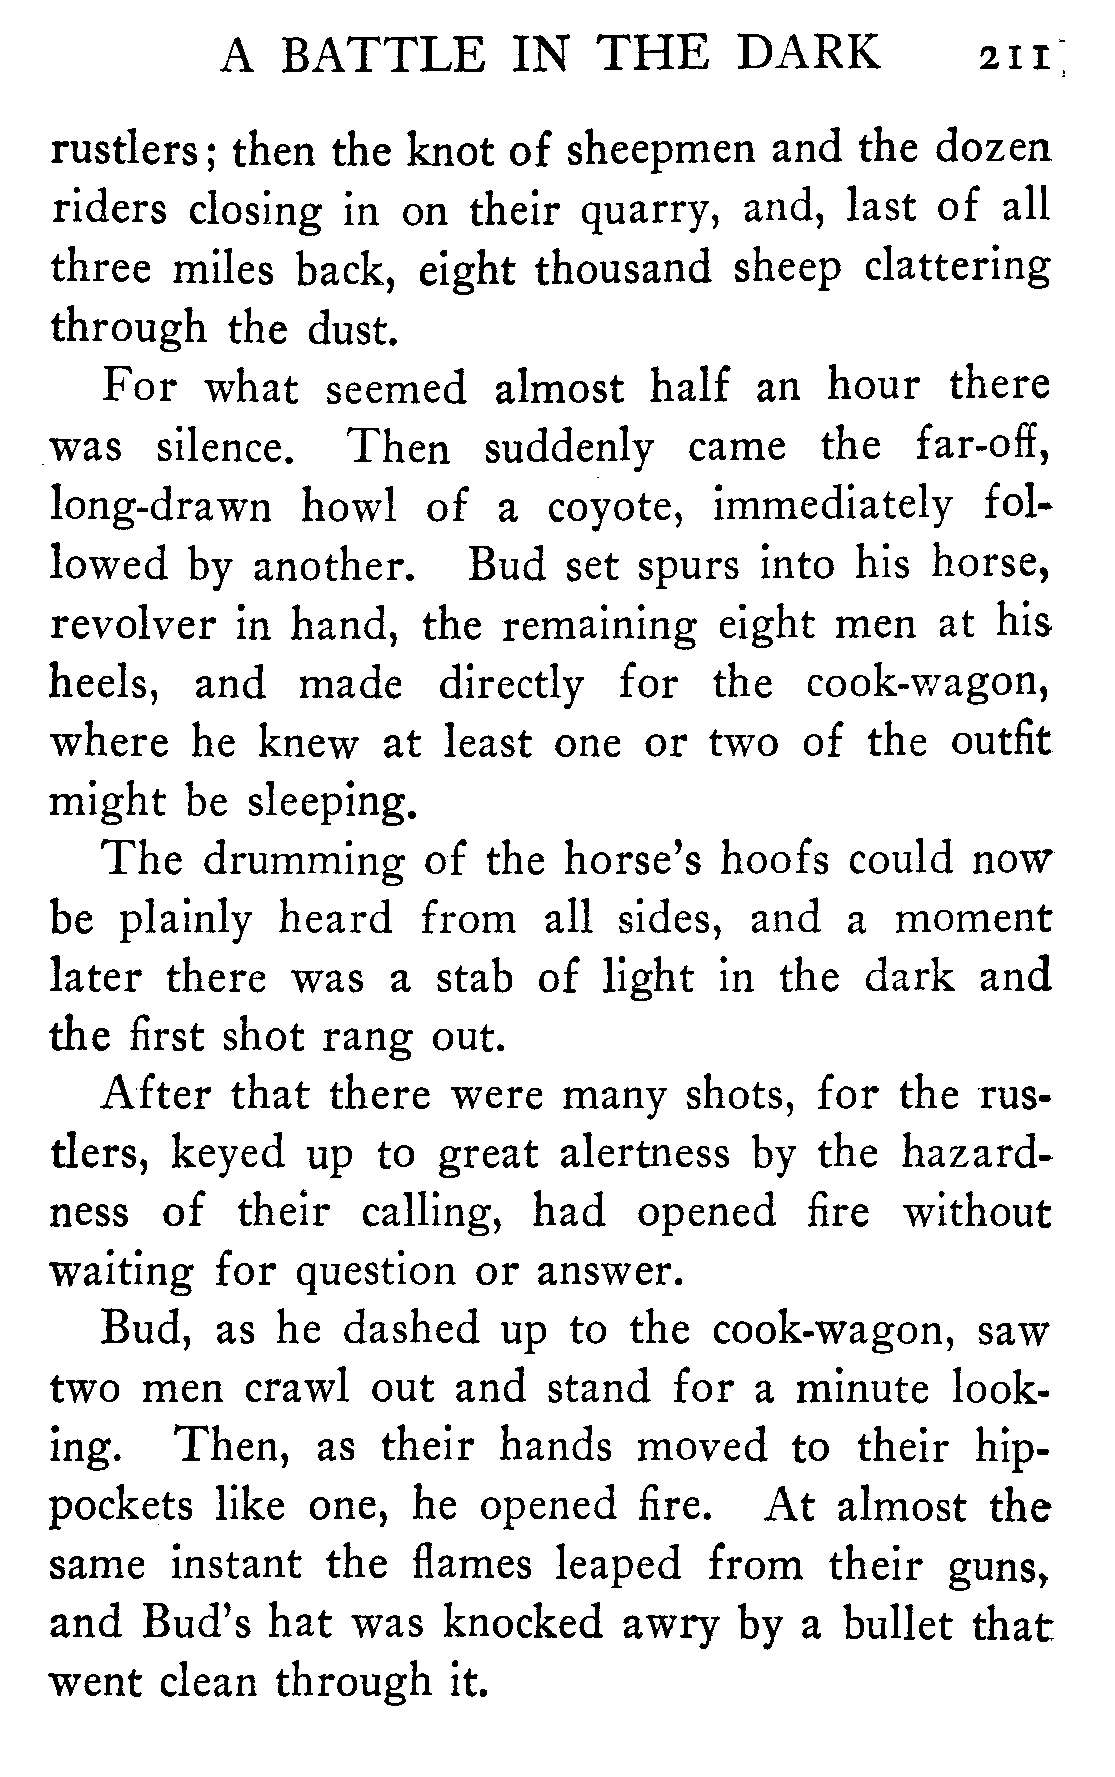 A BATTLE IN THE DARK 211
rustlers; then the knot of sheepmen and the dozen
riders closing in on their quarry, and, last of all
three miles back, eight thousand sheep clattering
through the dust.
For what seemed almost half an hour there
was silence. Then suddenly came the far-off,
long-drawn howl of a coyote, immediately fol-
lowed by another. Bud set spurs into his horse,
revolver in hand, the remaining eight men at his
heels, and made directly for the cook-wagon,
where he knew at least one or two of the outfit
might be sleeping.
The drumming of the horse's hoofs could now
be plainly heard from all sides, and a moment
later there was a stab of light in the dark and
the first shot rang out.
After that there were many shots, for the rus-
tlers, keyed up to great alertness by the hazard-
ness of their calling, had opened fire without
waiting for question or answer.
Bud, as he dashed up to the cook-wagon, saw
two men crawl out and stand for a minute look-
ing. Then, as their hands moved to their hip-
pockets like one, he opened fire. At almost the
same instant the flames leaped from their guns,
and Bud's hat was knocked awry by a bullet that
went clean through it.